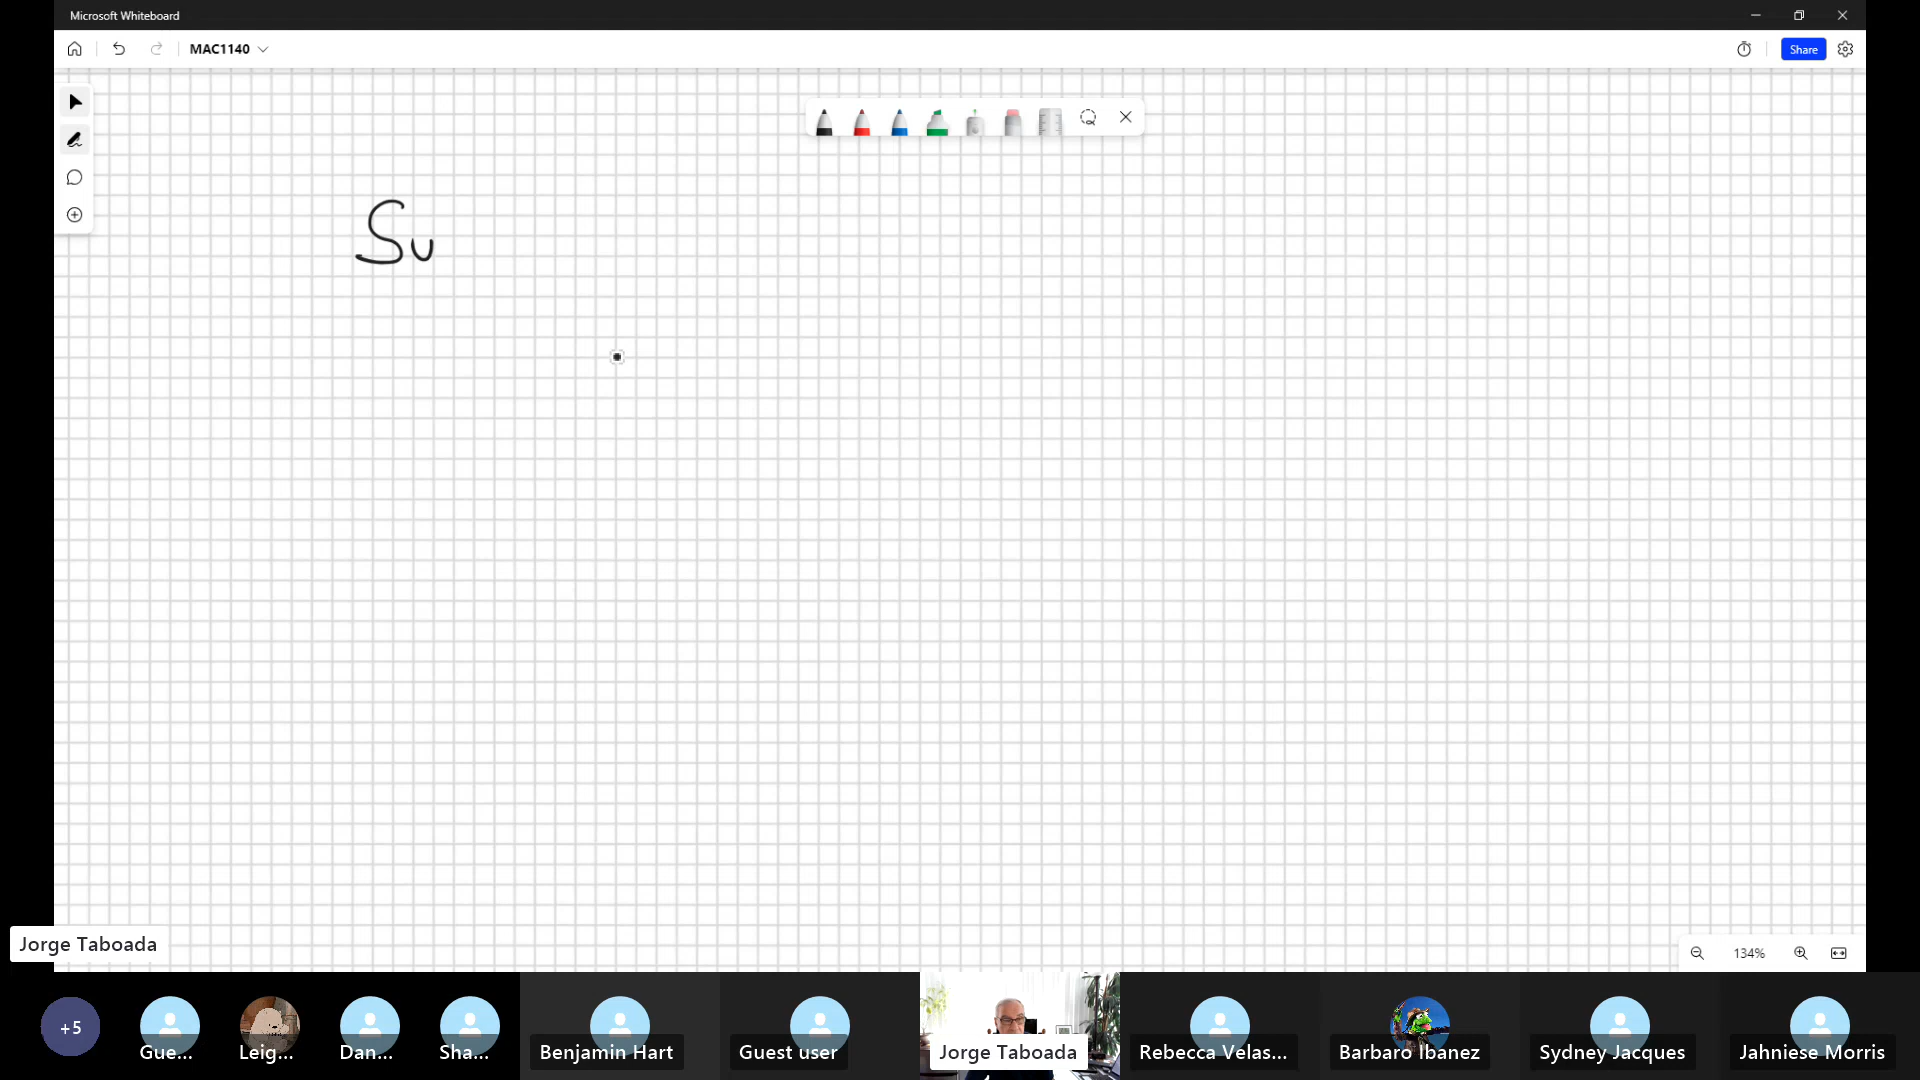 Microsoft Whiteboard
MAC1140
Share
Su
134%
Jorge Taboada
+5
Gue...
Leig...
Dan...
Sha...
Benjamin Hart
Guest user
Jorge Taboada
Rebecca Velas...
Barbaro Ibanez
Sydney Jacques
Jahniese Morris